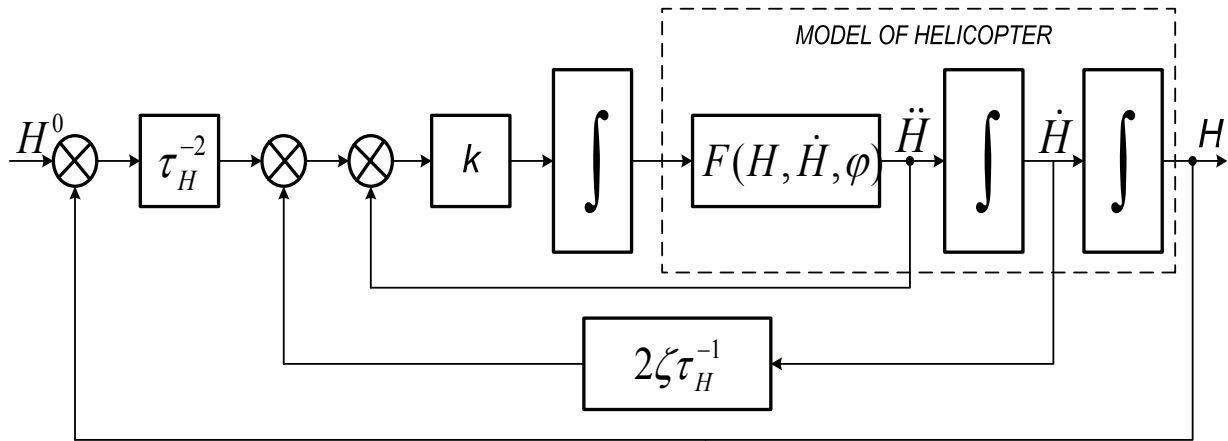 MODEL OF HELICOPTER
H⁰
τ_H⁻²
k
∫
F(H, Ḣ, φ)
Ḧ
∫
Ḣ
∫
H
2ζτ_H⁻¹